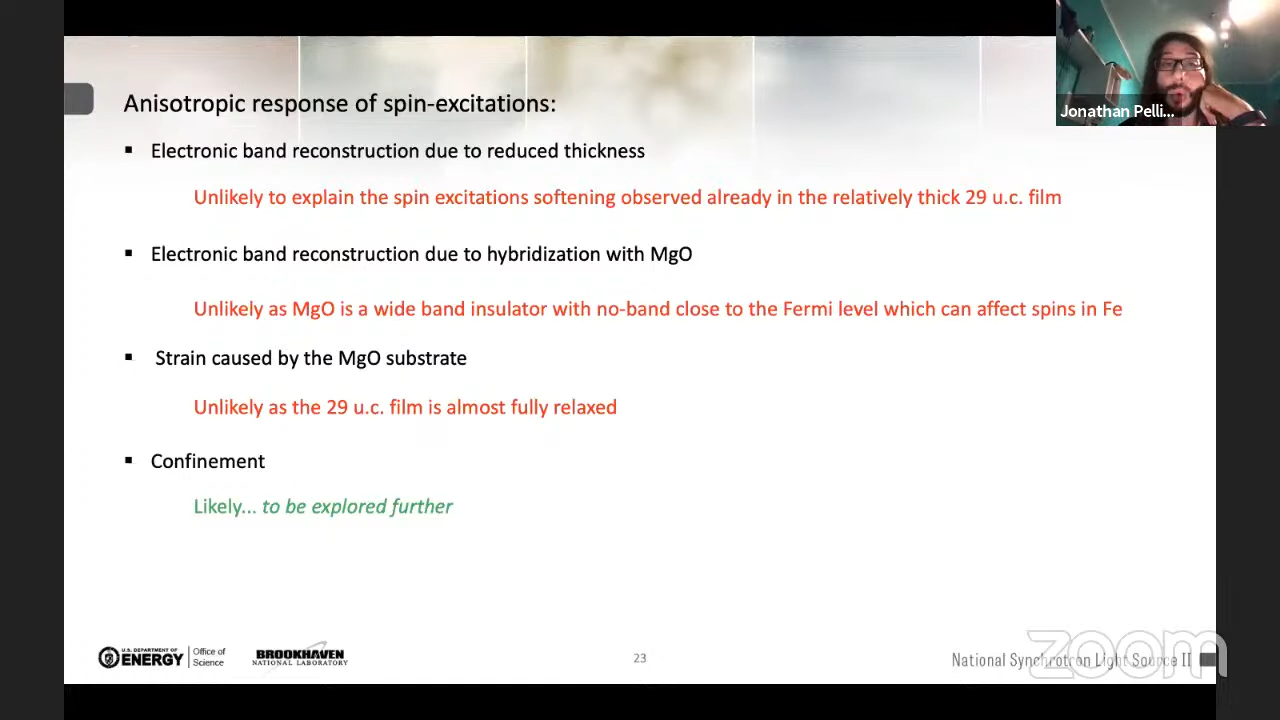 Jonathan Pelli...
Anisotropic response of spin-excitations:
▪ Electronic band reconstruction due to reduced thickness
Unlikely to explain the spin excitations softening observed already in the relatively thick 29 u.c. film
▪ Electronic band reconstruction due to hybridization with MgO
Unlikely as MgO is a wide band insulator with no-band close to the Fermi level which can affect spins in Fe
▪ Strain caused by the MgO substrate
Unlikely as the 29 u.c. film is almost fully relaxed
▪ Confinement
Likely... to be explored further
U.S. DEPARTMENT OF
ENERGY
Office of
Science
BROOKHAVEN
NATIONAL LABORATORY
23
National Synchrotron Light Source II
zoom